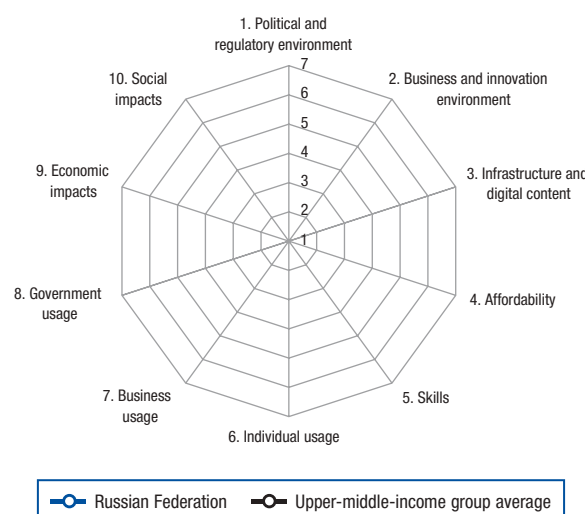 1. Political and
regulatory environment
2. Business and innovation
environment
3. Infrastructure and
digital content
4. Affordability
5. Skills
6. Individual usage
7. Business
usage
8. Government
usage
9. Economic
impacts
10. Social
impacts
7
6
5
4
3
2
1
Russian Federation
Upper-middle-income group average